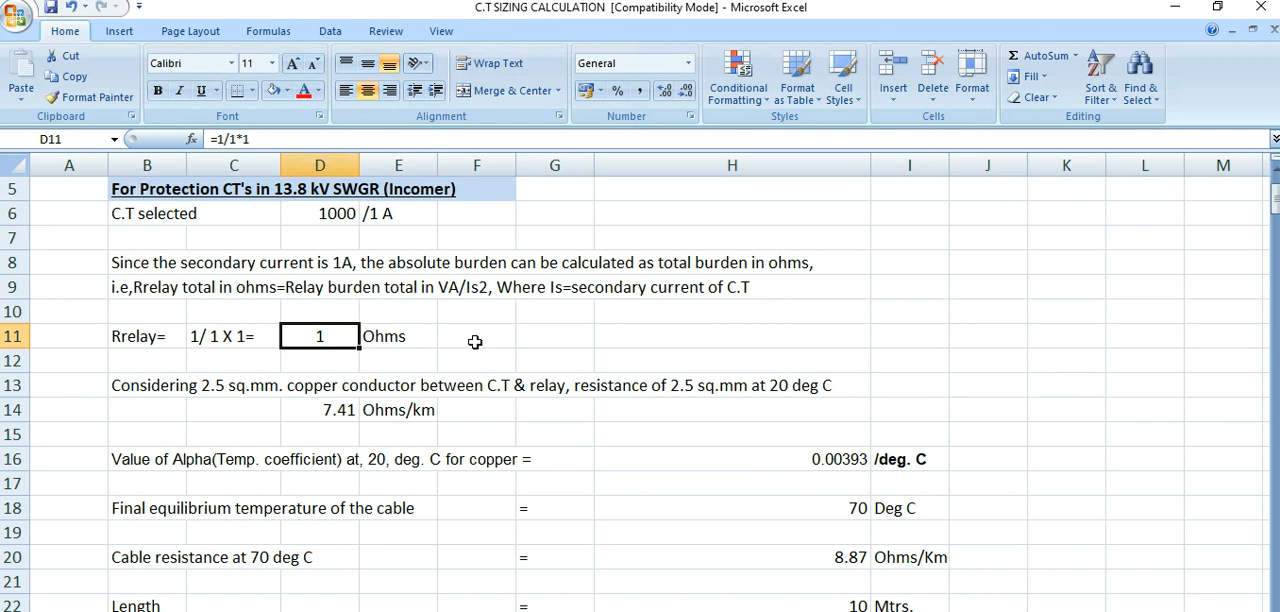 C.T SIZING CALCULATION [Compatibility Mode] - Microsoft Excel
Home Insert Page Layout Formulas Data Review View
Paste Cut Copy Format Painter Clipboard
Calibri 11 B I U A A A Font
Wrap Text Merge & Center Alignment
General % , Number
Conditional Formatting Format as Table Cell Styles Styles
Insert Delete Format Cells
Σ AutoSum Fill Clear Sort & Filter Find & Select Editing
D11 fx =1/1*1
A B C D E F G H I J K L M
5 For Protection CT's in 13.8 kV SWGR (Incomer)
6 C.T selected 1000 /1 A
7
8 Since the secondary current is 1A, the absolute burden can be calculated as total burden in ohms,
9 i.e,Rrelay total in ohms=Relay burden total in VA/Is2, Where Is=secondary current of C.T
10
11 Rrelay= 1/ 1 X 1= 1 Ohms
12
13 Considering 2.5 sq.mm. copper conductor between C.T & relay, resistance of 2.5 sq.mm at 20 deg C
14 7.41 Ohms/km
15
16 Value of Alpha(Temp. coefficient) at, 20, deg. C for copper = 0.00393 /deg. C
17
18 Final equilibrium temperature of the cable = 70 Deg C
19
20 Cable resistance at 70 deg C = 8.87 Ohms/Km
21
22 Length 10 Mtrs.